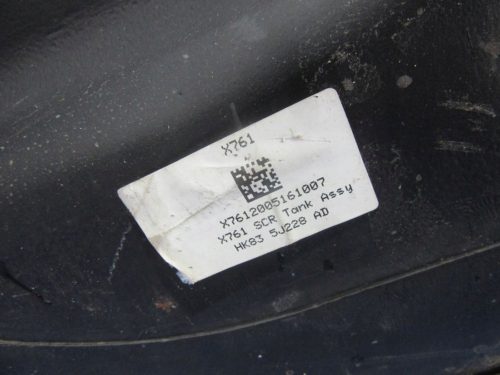 X761
X7612005161007
X761 SCR Tank Assy
HK83 5J228 AD